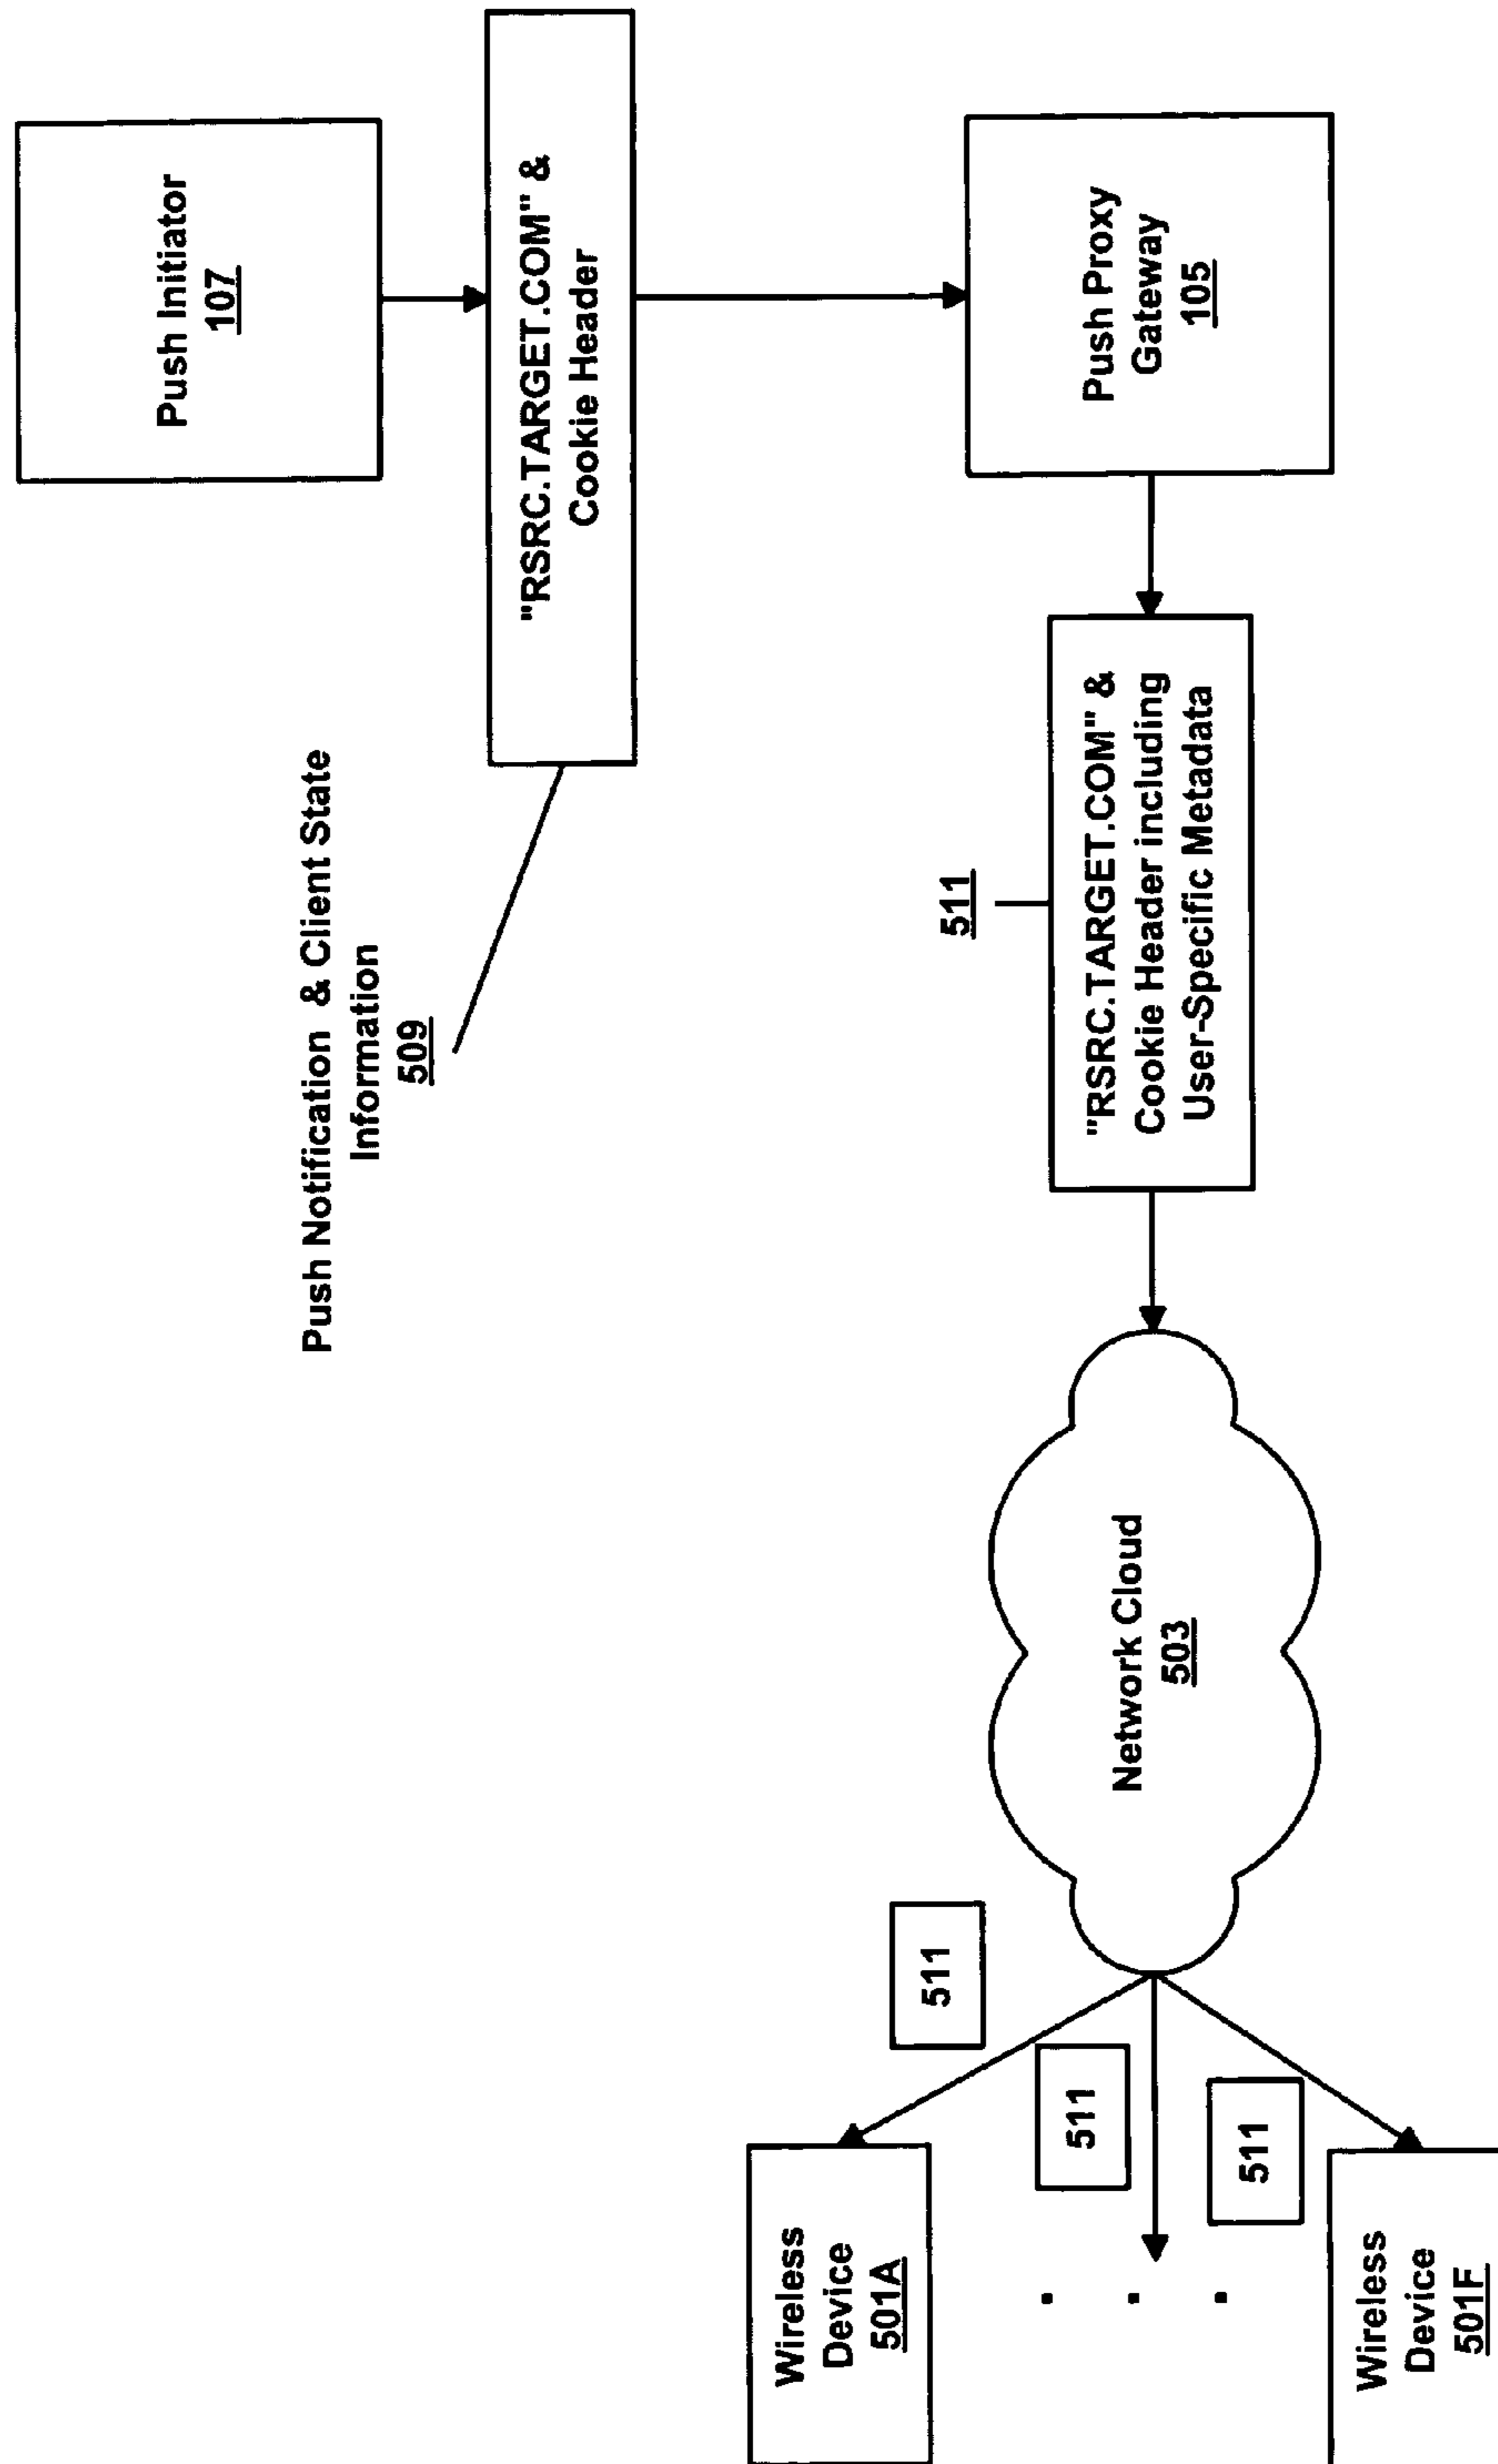 Push Initiator
107
Push Notification & Client State
Information
509
"RSRC.TARGET.COM" &
Cookie Header
Wireless
Device
501A
511
511
511
511
Network Cloud
503
"RSRC.TARGET.COM" &
Cookie Header including
User-Specific Metadata
Push Proxy
Gateway
105
Wireless
Device
501F